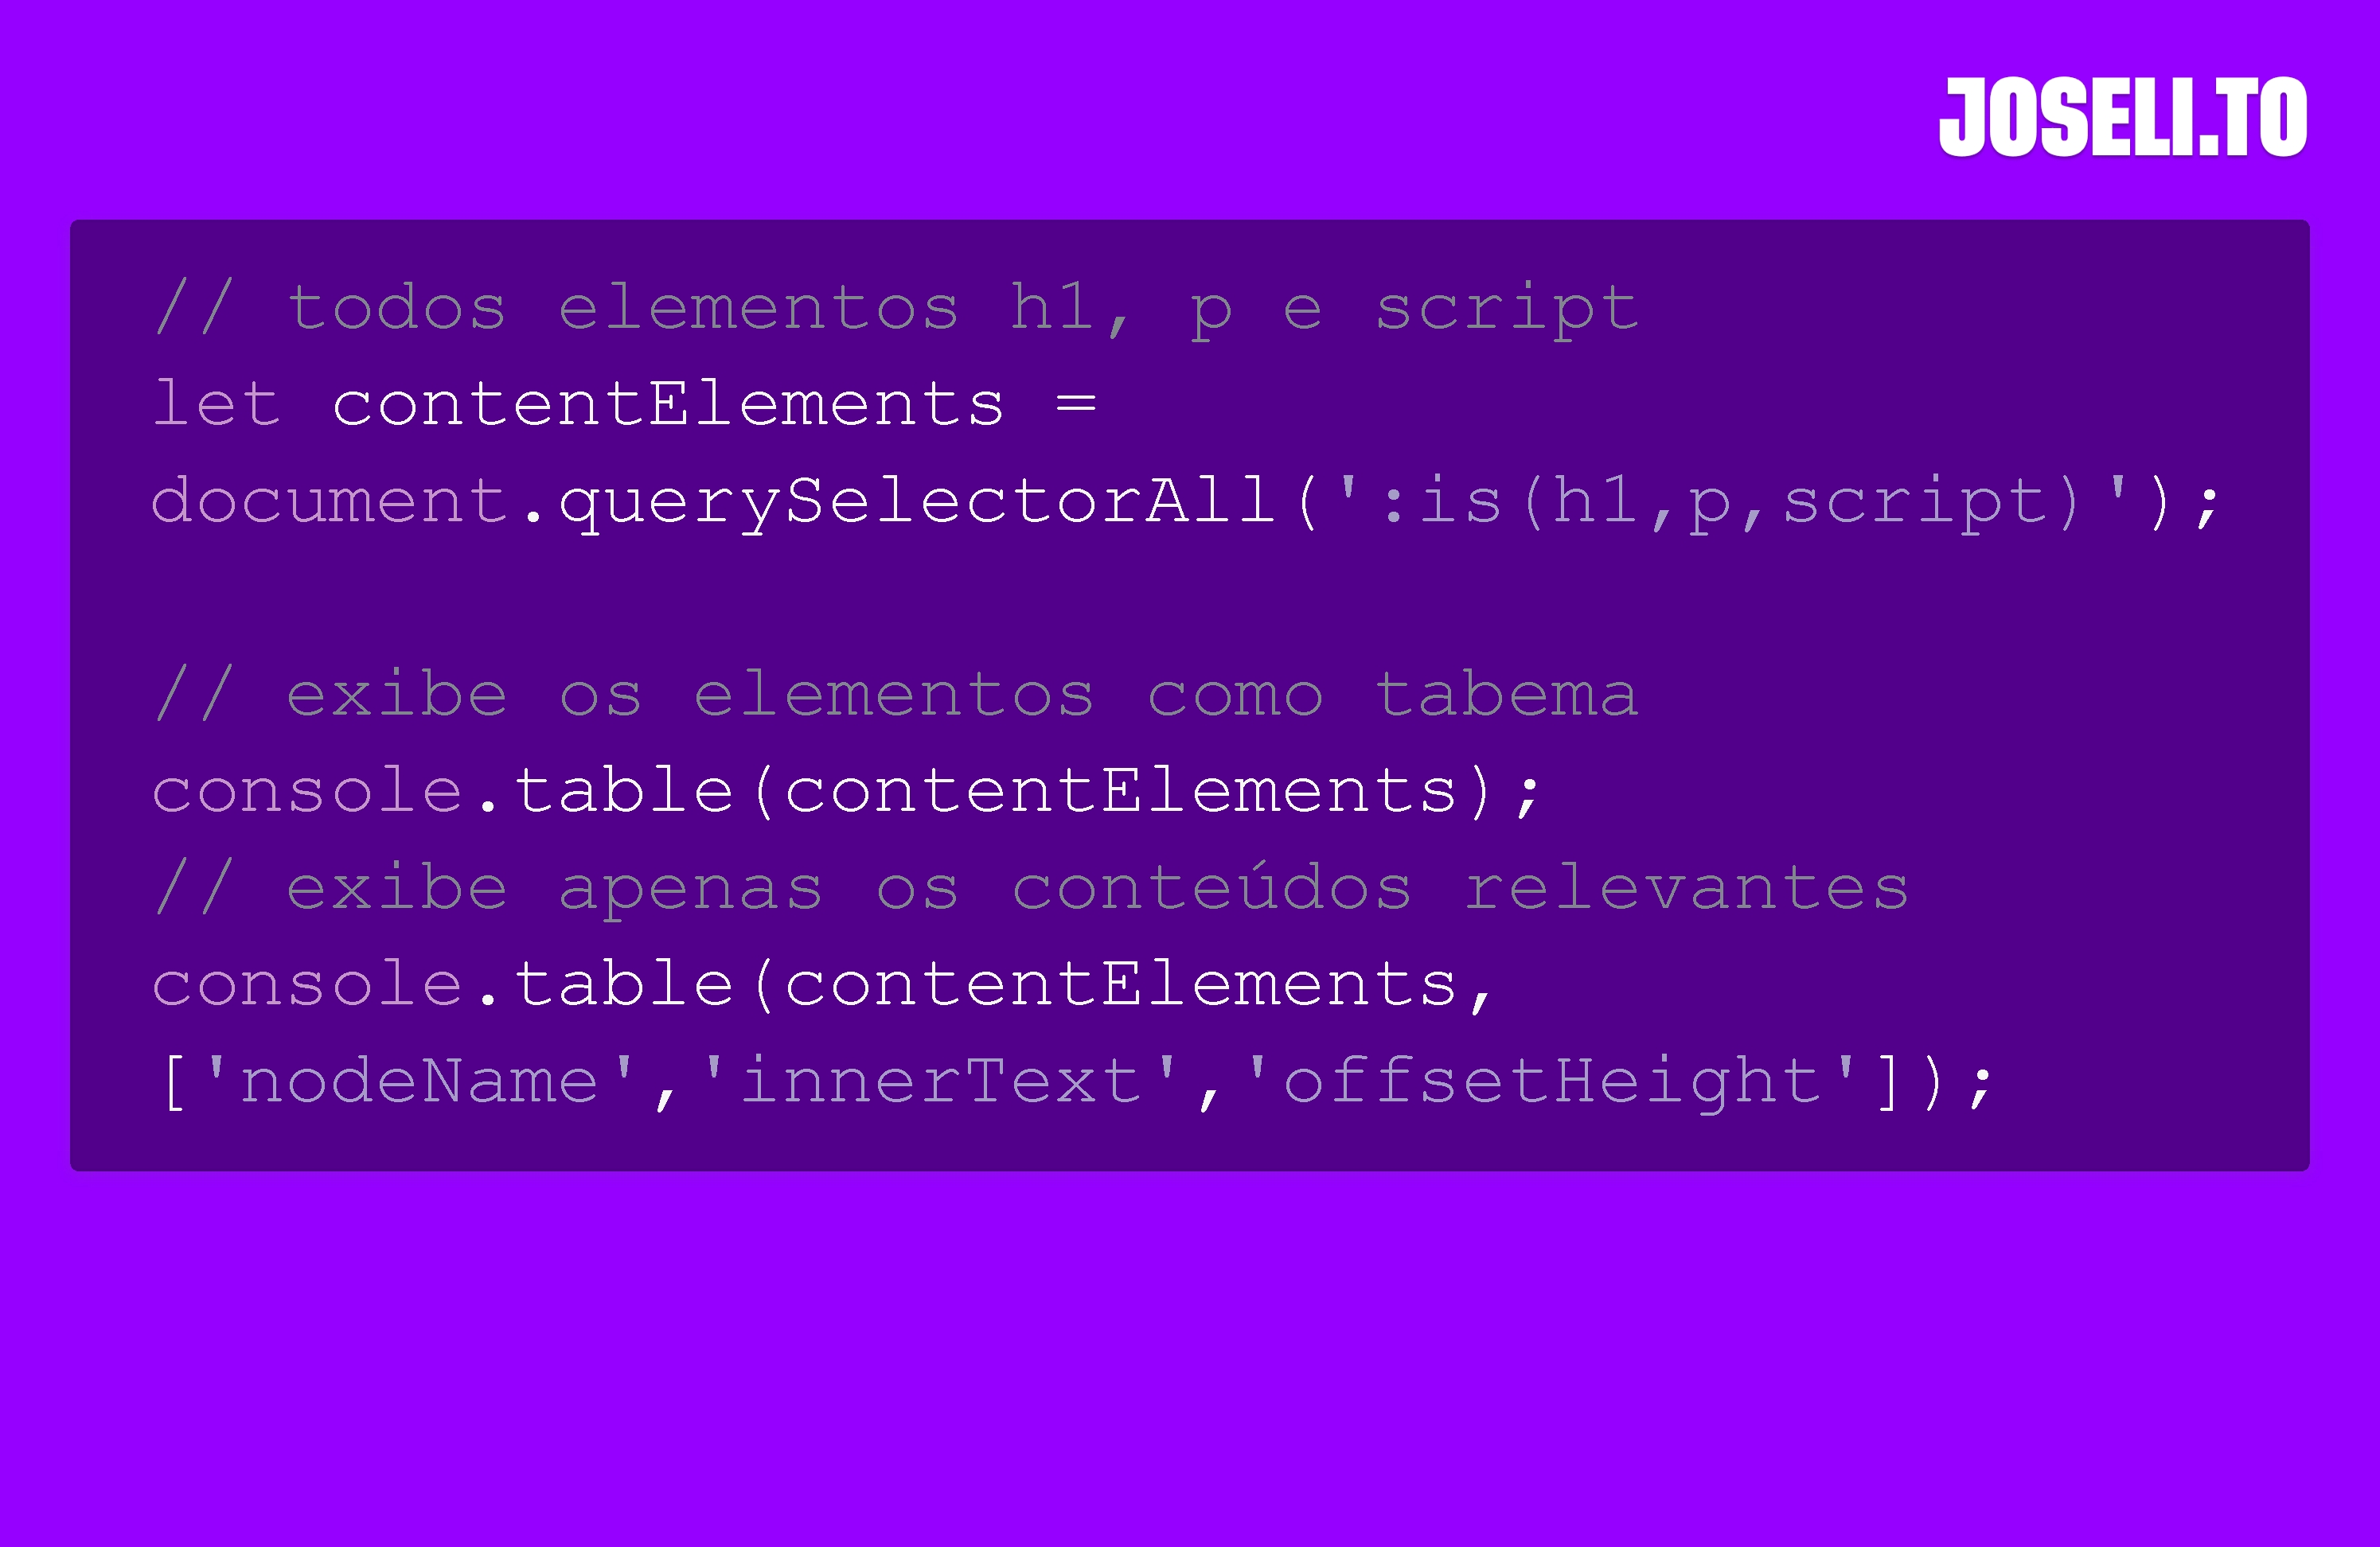 JOSELI.TO
// todos elementos h1, p e script
let contentElements =
document.querySelectorAll(':is(h1,p,script)');
// exibe os elementos como tabema
console.table(contentElements);
// exibe apenas os conteúdos relevantes
console.table(contentElements,
['nodeName','innerText','offsetHeight']);